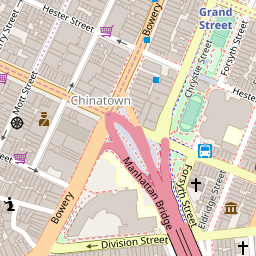 Hester Street
Bowery
Grand
Street
Chrystie Street
Forsyth Street
Heste
Mott Street
Chinatown
Manhattan Bridge
Forsyth Street
Eldridge Street
Bowery
Division Street